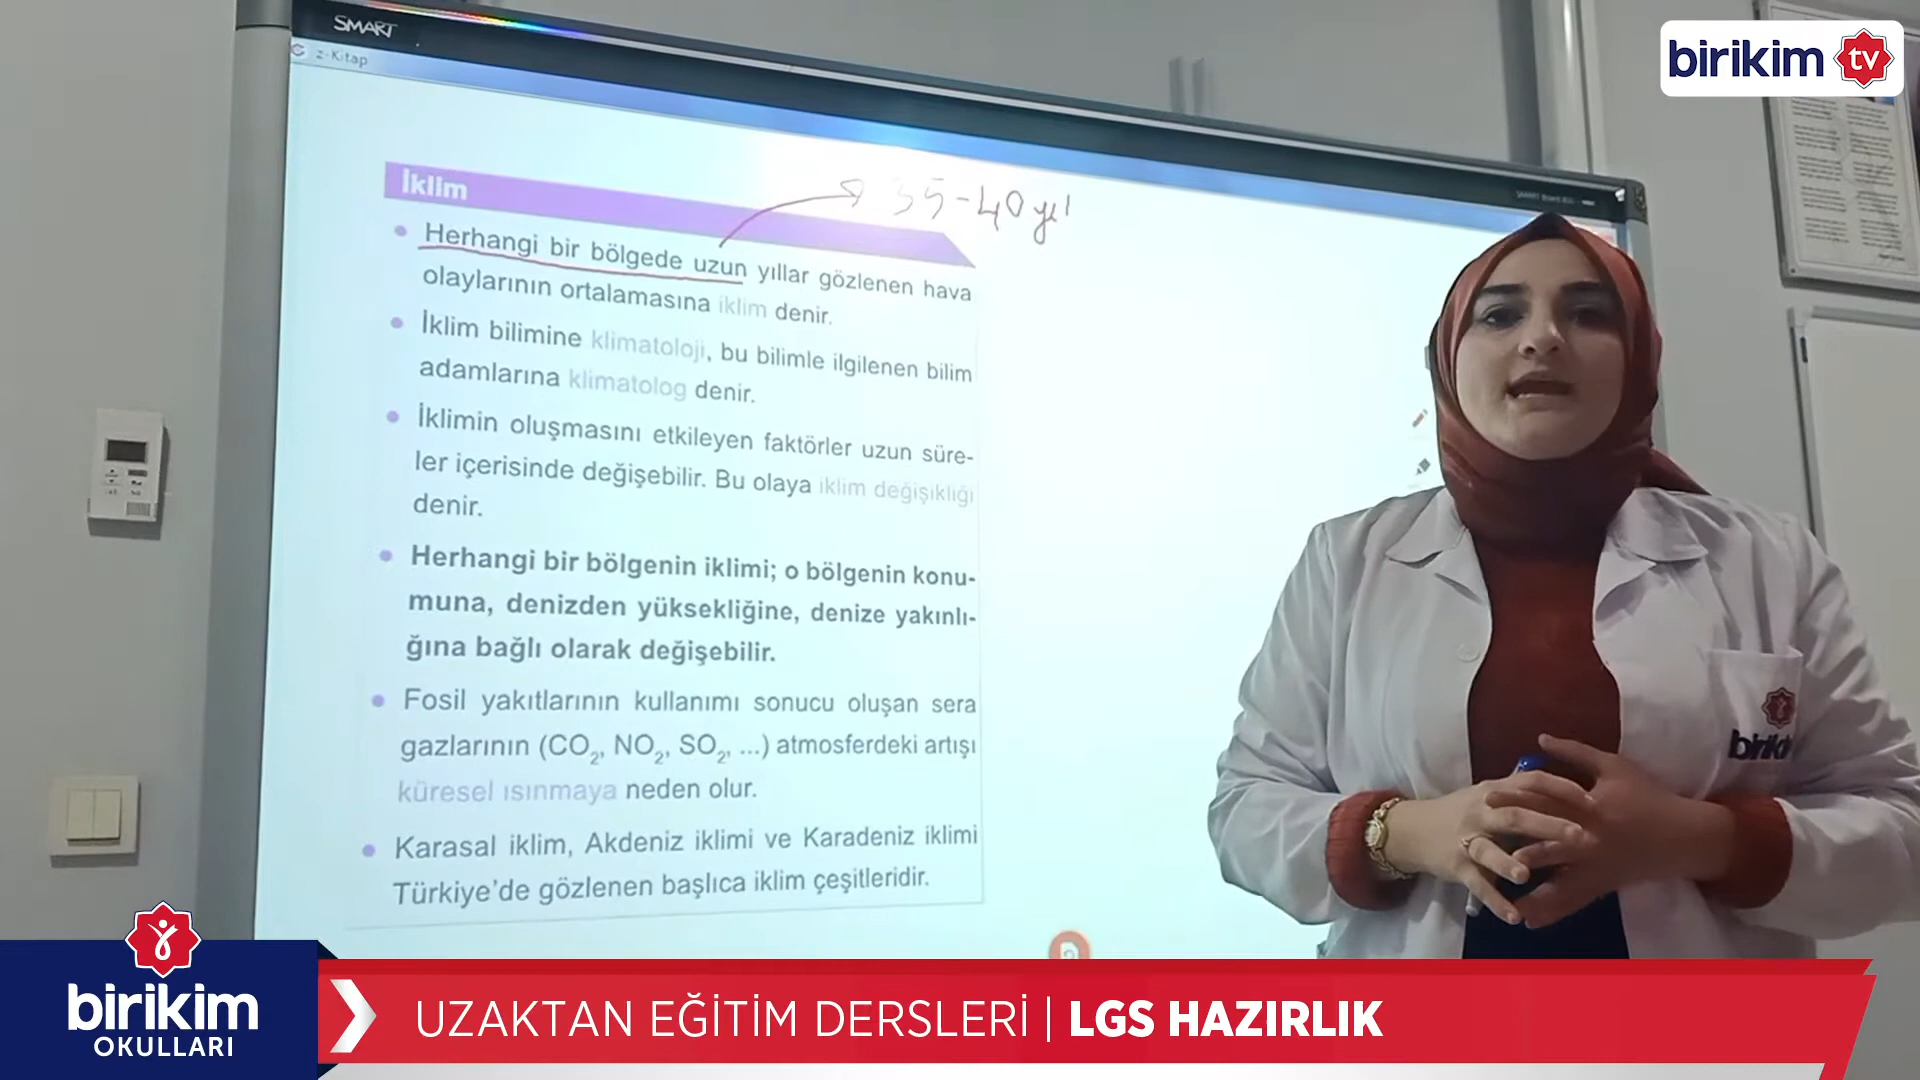 SMART
z-Kitap
birikim tv
İklim
35-40 yıl
Herhangi bir bölgede uzun yıllar gözlenen hava
olaylarının ortalamasına iklim denir.
İklim bilimine klimatoloji, bu bilimle ilgilenen bilim
adamlarına klimatolog denir.
İklimin oluşmasını etkileyen faktörler uzun süre-
ler içerisinde değişebilir. Bu olaya iklim değişikliği
denir.
Herhangi bir bölgenin iklimi; o bölgenin konu-
muna, denizden yüksekliğine, denize yakınlı-
ğına bağlı olarak değişebilir.
Fosil yakıtlarının kullanımı sonucu oluşan sera
gazlarının (CO₂, NO₂, SO₂, ...) atmosferdeki artışı
küresel ısınmaya neden olur.
Karasal iklim, Akdeniz iklimi ve Karadeniz iklimi
Türkiye'de gözlenen başlıca iklim çeşitleridir.
birikim
OKULLARI
UZAKTAN EĞİTİM DERSLERİ | LGS HAZIRLIK